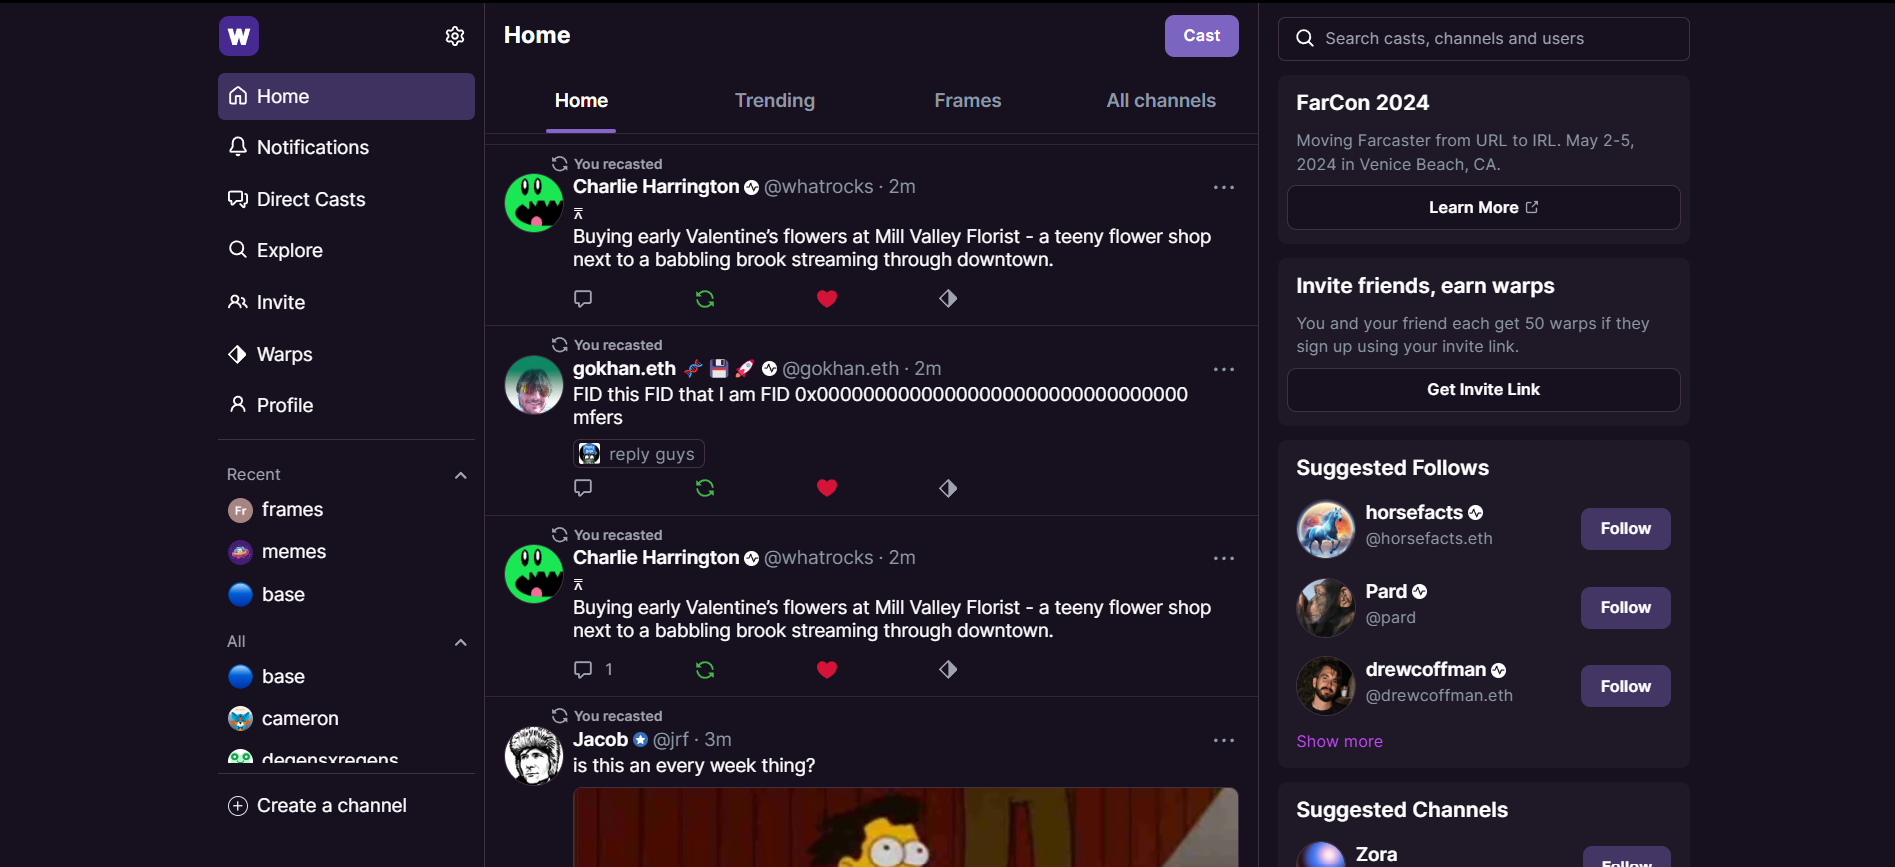 W
Home
Notifications
Direct Casts
Explore
Invite
Warps
Profile
Recent
Fr frames
memes
base
All
base
cameron
degensxregens
Create a channel
Home
Cast
Home Trending Frames All channels
You recasted
Charlie Harrington @whatrocks · 2m
⌅
Buying early Valentine’s flowers at Mill Valley Florist - a teeny flower shop
next to a babbling brook streaming through downtown.
You recasted
gokhan.eth 🧬 💾 🚀 @gokhan.eth · 2m
mfers
reply guys
You recasted
Charlie Harrington @whatrocks · 2m
⌅
Buying early Valentine’s flowers at Mill Valley Florist - a teeny flower shop
next to a babbling brook streaming through downtown.
1
You recasted
Jacob @jrf · 3m
is this an every week thing?
Search casts, channels and users
FarCon 2024
Moving Farcaster from URL to IRL. May 2-5,
2024 in Venice Beach, CA.
Learn More
Invite friends, earn warps
You and your friend each get 50 warps if they
sign up using your invite link.
Get Invite Link
Suggested Follows
horsefacts
@horsefacts.eth
Follow
Pard
@pard
Follow
drewcoffman
@drewcoffman.eth
Follow
Show more
Suggested Channels
Zora
Follow